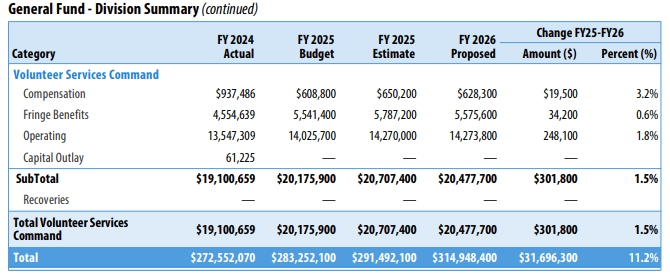 General Fund - Division Summary (continued)
Change FY25-FY26
FY 2024 FY 2025 FY 2025 FY 2026
Category Actual Budget Estimate Proposed Amount ($) Percent (%)
Volunteer Services Command
Compensation $937,486 $608,800 $650,200 $628,300 $19,500 3.2%
Fringe Benefits 4,554,639 5,541,400 5,787,200 5,575,600 34,200 0.6%
Operating 13,547,309 14,025,700 14,270,000 14,273,800 248,100 1.8%
Capital Outlay 61,225 — — — —
SubTotal $19,100,659 $20,175,900 $20,707,400 $20,477,700 $301,800 1.5%
Recoveries — — — — —
Total Volunteer Services
Command $19,100,659 $20,175,900 $20,707,400 $20,477,700 $301,800 1.5%
Total $272,552,070 $283,252,100 $291,492,100 $314,948,400 $31,696,300 11.2%